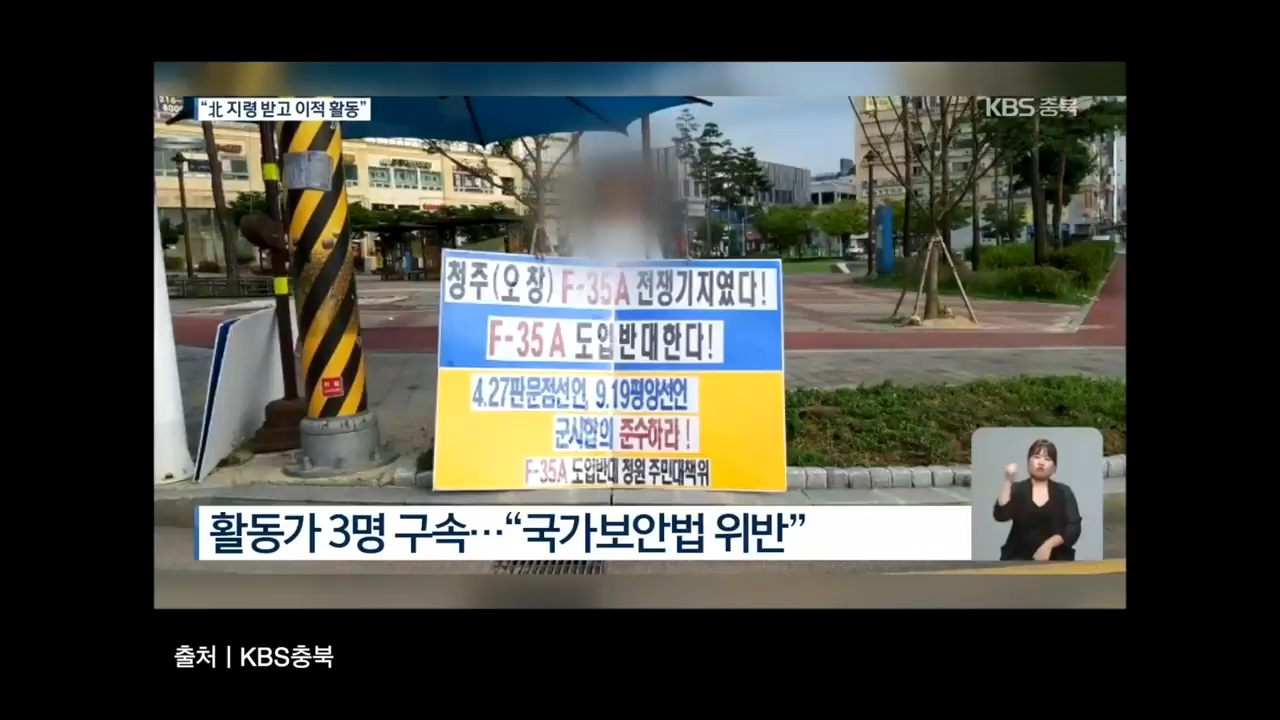 “北 지령 받고 이적 활동”
KBS 충북
청주(오창) F-35A 전쟁기지였다!
F-35A 도입반대한다!
4.27판문점선언, 9.19평양선언
군사합의 준수하라!
F-35A 도입반대 청원 주민대책위
활동가 3명 구속…“국가보안법 위반”
출처 | KBS충북